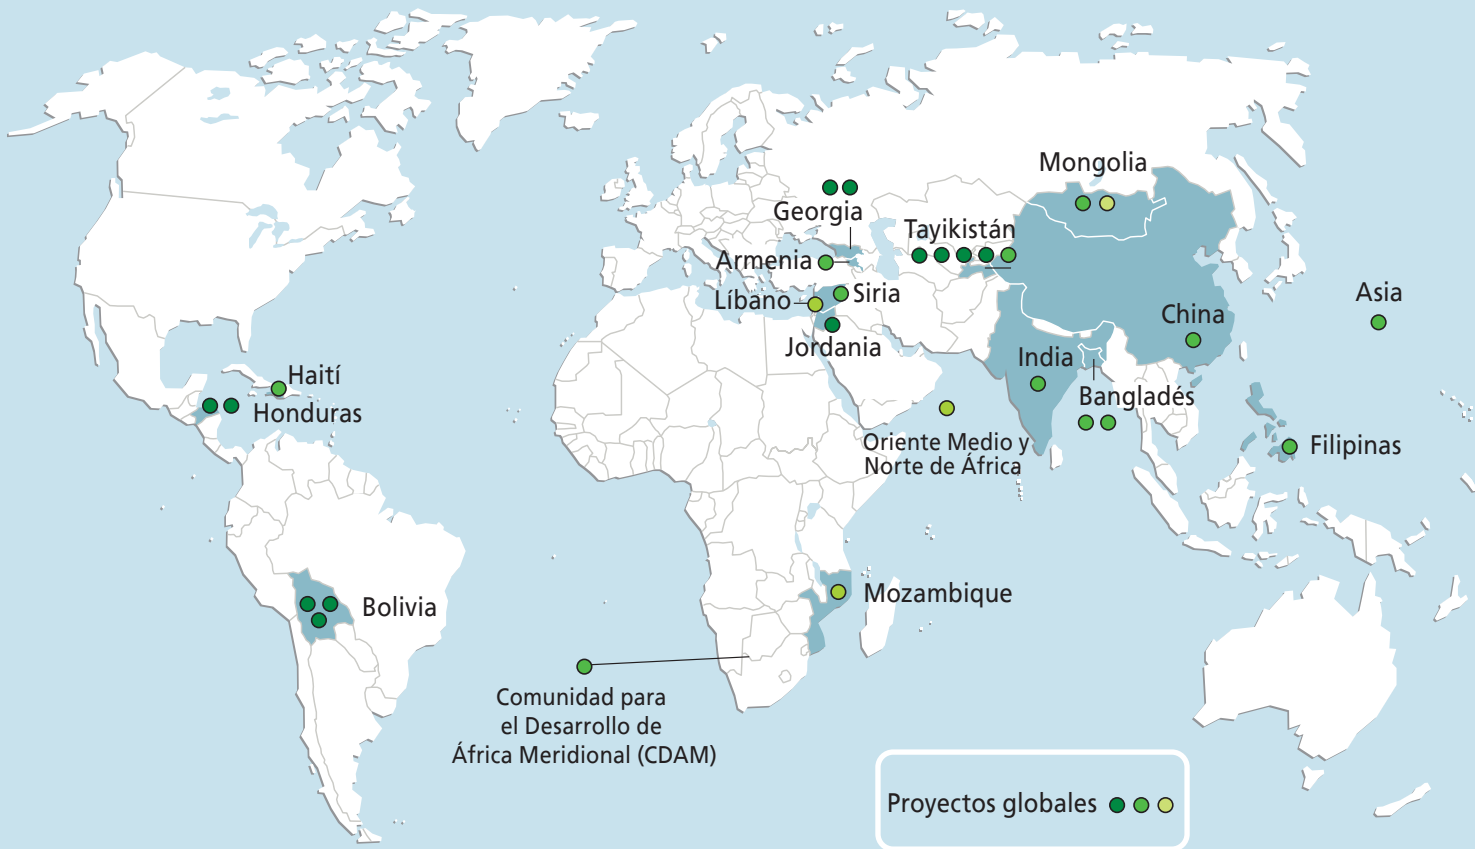 Mongolia
Georgia
Tayikistán
Armenia
Líbano
Siria
Asia
China
Jordania
India
Haití
Bangladés
Honduras
Oriente Medio y
Norte de África
Filipinas
Mozambique
Bolivia
Comunidad para
el Desarrollo de
África Meridional (CDAM)
Proyectos globales